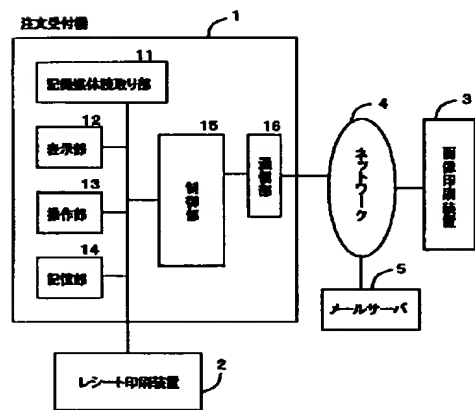 注文受付機
1
11
記録媒体読取り部
12
表示部
13
操作部
14
記憶部
15
制御部
16
通信部
4
ネットワーク
3
画像印刷装置
5
メールサーバ
レシート印刷装置
2